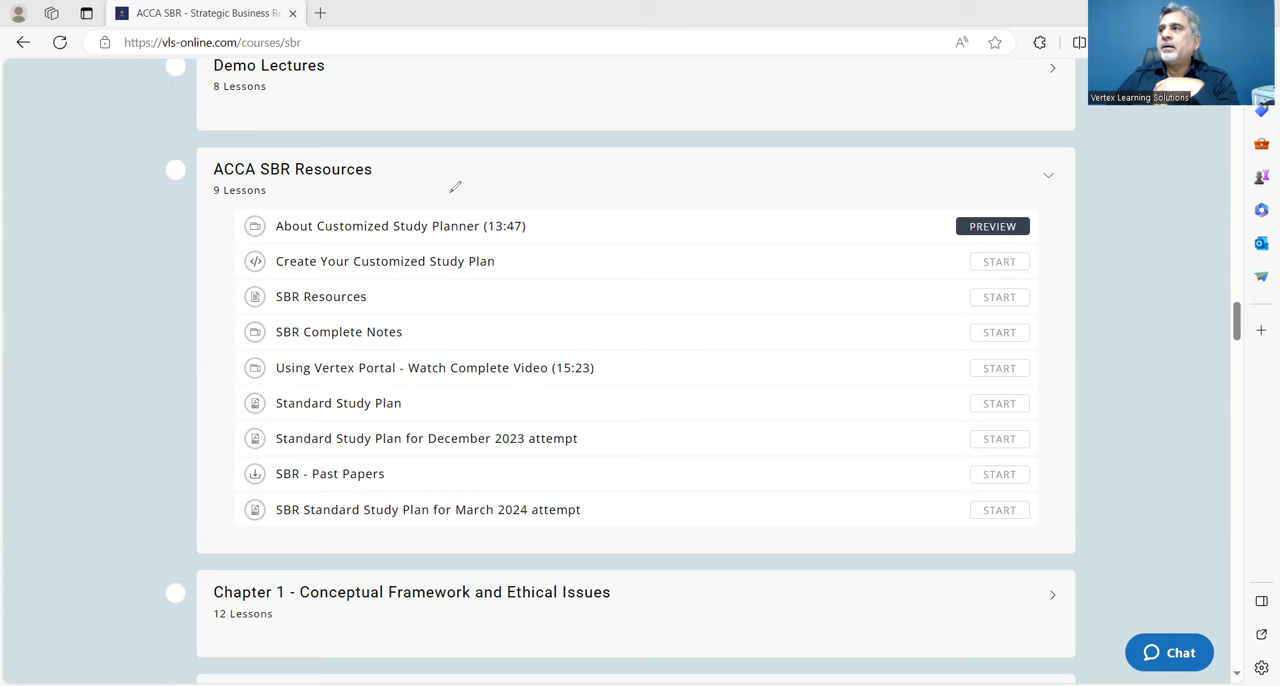 ACCA SBR - Strategic Business Re
https://vls-online.com/courses/sbr
Vertex Learning Solutions
Demo Lectures
8 Lessons
ACCA SBR Resources
9 Lessons
About Customized Study Planner (13:47)
PREVIEW
Create Your Customized Study Plan
START
SBR Resources
START
SBR Complete Notes
START
Using Vertex Portal - Watch Complete Video (15:23)
START
Standard Study Plan
START
Standard Study Plan for December 2023 attempt
START
SBR - Past Papers
START
SBR Standard Study Plan for March 2024 attempt
START
Chapter 1 - Conceptual Framework and Ethical Issues
12 Lessons
Chat